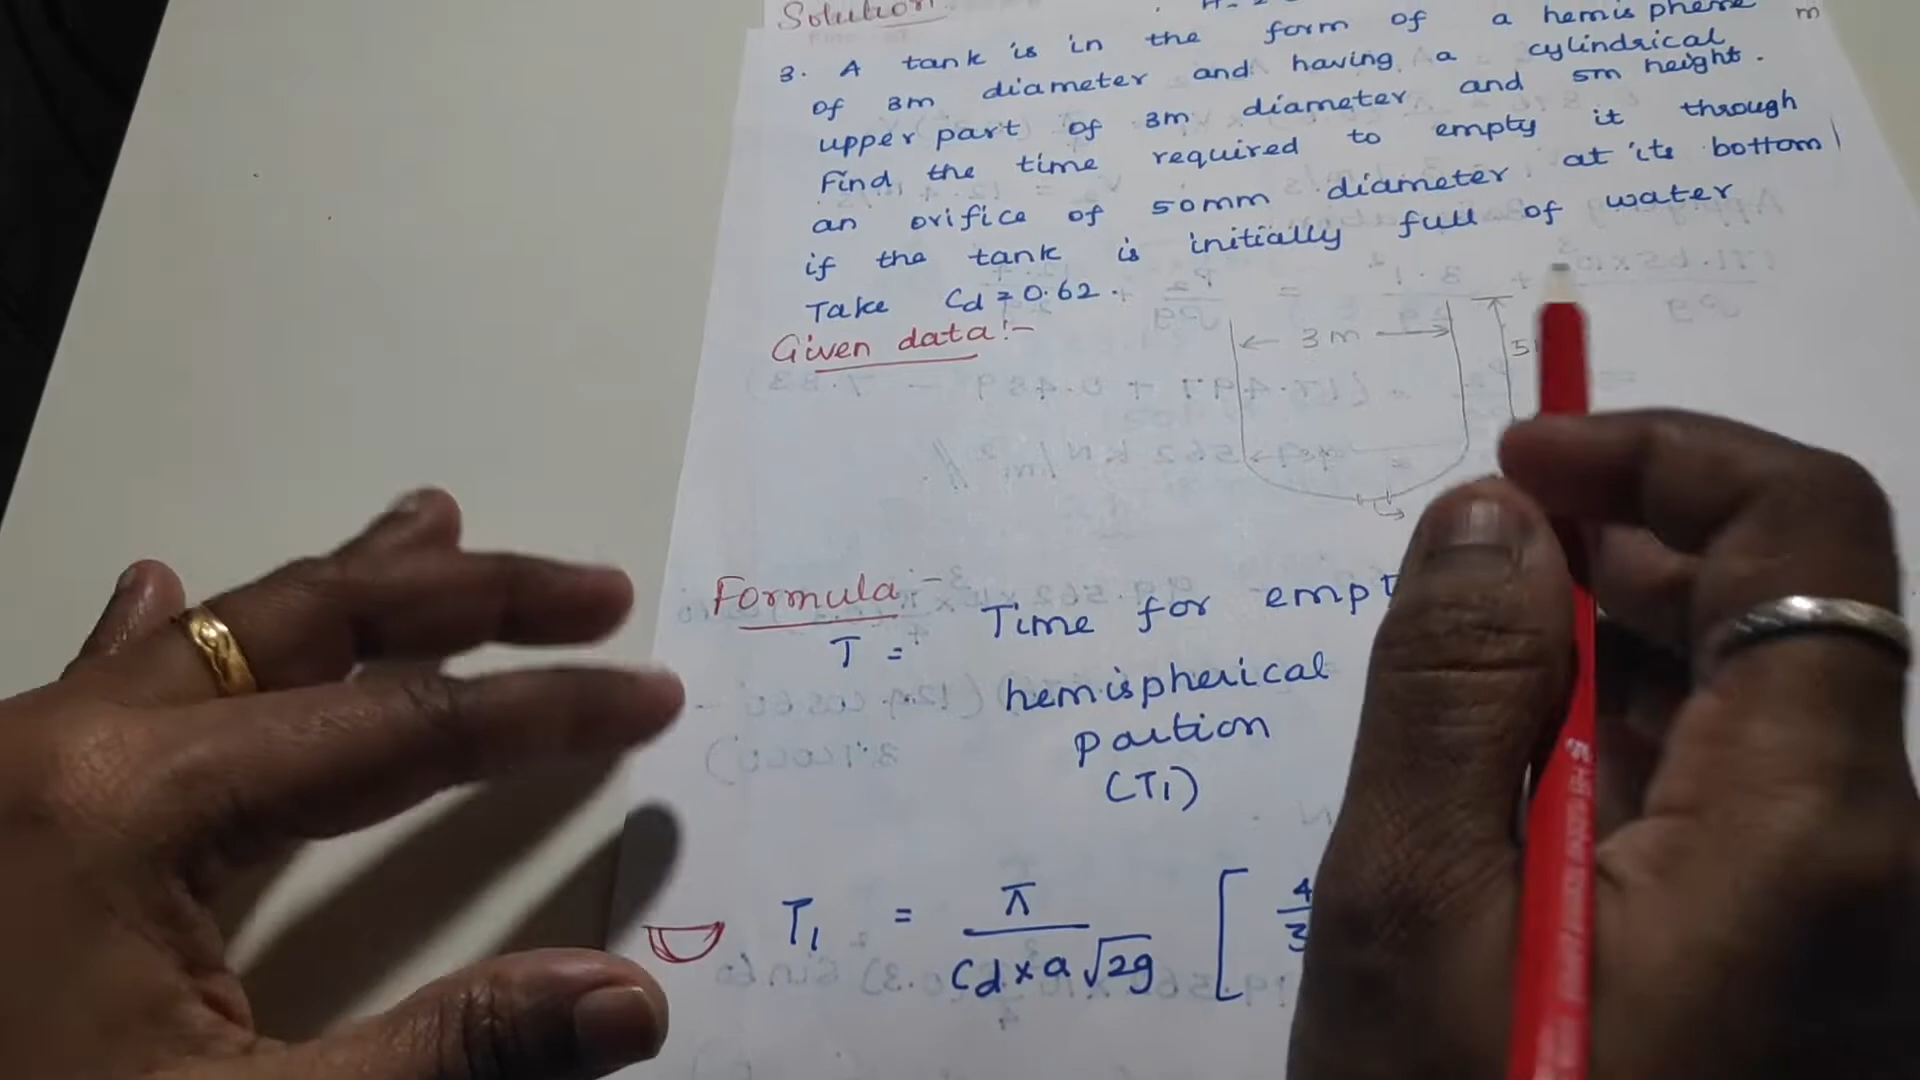 Solution
3. A tank is in the form of a hemisphere
of 3m diameter and having a cylindrical
upper part of 3m diameter and 5m height.
Find the time required to empty it through
an orifice of 50mm diameter at its bottom
if the tank is initially full of water
Take Cd = 0.62.
Given data:-
3m
Formula:-
T = Time for
hemispherical
portion
(T1)
T1 = π / Cd x a √2g [ 4/3